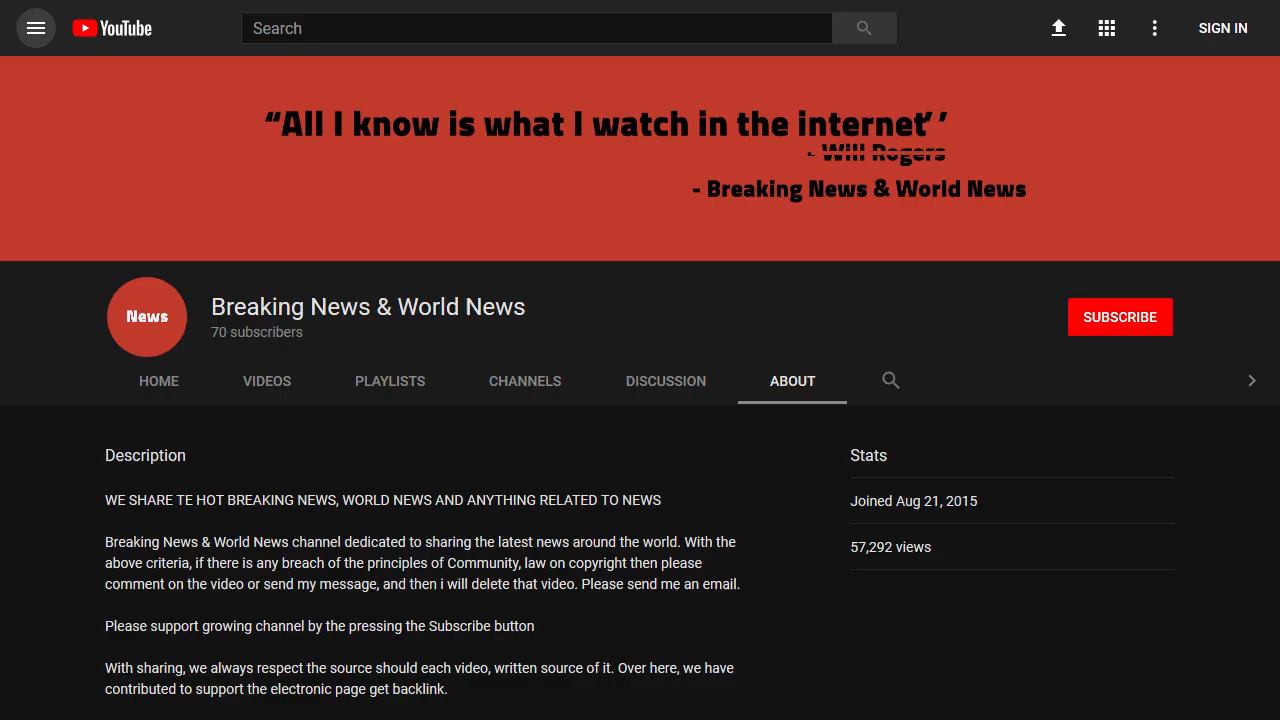 YouTube
Search
SIGN IN
“All I know is what I watch in the internet’’
- Will Rogers
- Breaking News & World News
News
Breaking News & World News
70 subscribers
SUBSCRIBE
HOME VIDEOS PLAYLISTS CHANNELS DISCUSSION ABOUT
Description
Stats
WE SHARE TE HOT BREAKING NEWS, WORLD NEWS AND ANYTHING RELATED TO NEWS
Joined Aug 21, 2015
Breaking News & World News channel dedicated to sharing the latest news around the world. With the
57,292 views
above criteria, if there is any breach of the principles of Community, law on copyright then please
comment on the video or send my message, and then i will delete that video. Please send me an email.
Please support growing channel by the pressing the Subscribe button
With sharing, we always respect the source should each video, written source of it. Over here, we have
contributed to support the electronic page get backlink.